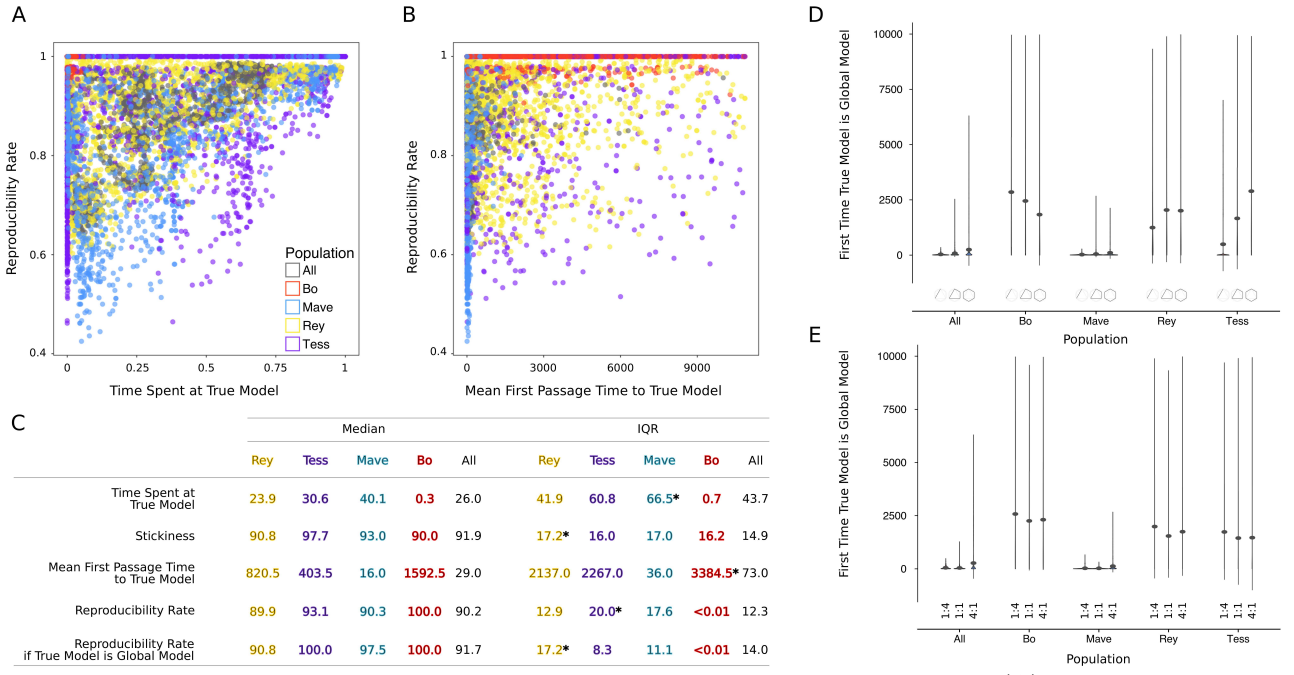 A
Reproducibility Rate
1
0.8
0.6
0.4
0
0.25
0.5
0.75
1
Time Spent at True Model
Population
All
Bo
Mave
Rey
Tess
B
Reproducibility Rate
1
0.8
0.6
0.4
0
3000
6000
9000
Mean First Passage Time to True Model
C
Median IQR
Rey Tess Mave Bo All Rey Tess Mave Bo All
Time Spent at
True Model
23.9 30.6 40.1 0.3 26.0 41.9 60.8 66.5* 0.7 43.7
Stickiness 90.8 97.7 93.0 90.0 91.9 17.2* 16.0 17.0 16.2 14.9
Mean First Passage Time
to True Model
820.5 403.5 16.0 1592.5 29.0 2137.0 2267.0 36.0 3384.5* 73.0
Reproducibility Rate 89.9 93.1 90.3 100.0 90.2 12.9 20.0* 17.6 <0.01 12.3
Reproducibility Rate
if True Model is Global Model
90.8 100.0 97.5 100.0 91.7 17.2* 8.3 11.1 <0.01 14.0
D
First Time True Model is Global Model
10000
7500
5000
2500
0
All Bo Mave Rey Tess
Population
E
First Time True Model is Global Model
10000
7500
5000
2500
0
1:4 1:1 4:1 1:4 1:1 4:1 1:4 1:1 4:1 1:4 1:1 4:1 1:4 1:1 4:1
All Bo Mave Rey Tess
Population